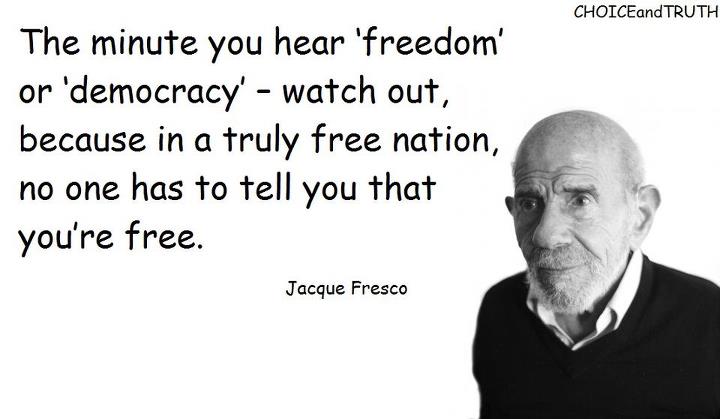 CHOICEandTRUTH
The minute you hear ‘freedom’
or ‘democracy’ – watch out,
because in a truly free nation,
no one has to tell you that
you’re free.
Jacque Fresco